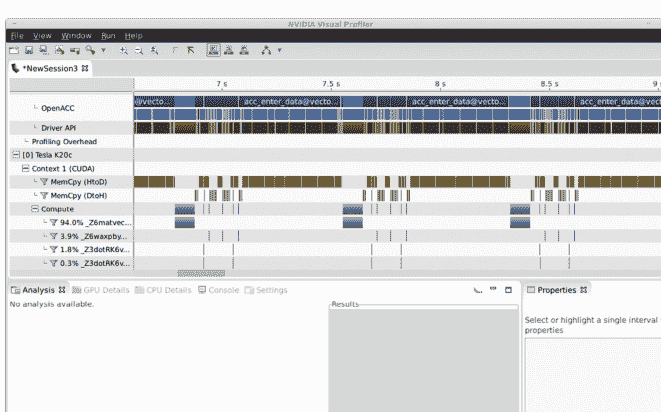 NVIDIA Visual Profiler
File View Window Run Help
*NewSession3
7 s 7.5 s 8 s 8.5 s 9
OpenACC @vecto... acc_enter_data@vecto... acc_enter_data@vecto... acc_enter_data@vecto
Driver API
Profiling Overhead
[0] Tesla K20c
Context 1 (CUDA)
MemCpy (HtoD)
MemCpy (DtoH)
Compute
94.0% _Z6matvec...
3.9% _Z6waxpby...
1.8% _Z3dotRK6v...
0.3% _Z3dotRK6v...
Analysis GPU Details CPU Details Console Settings Properties
No analysis available.
Results
Select or highlight a single interval
properties